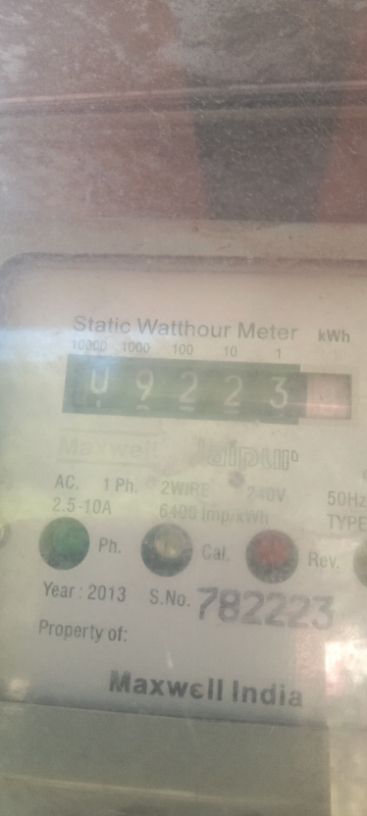 Static Watthour Meter kWh
10000 1000 100 10 1
9223
Maxwell Jaipur
AC. 1 Ph. 2WIRE 240V 50Hz
2.5-10A 6400 Imp/kWh TYPE
Ph. Cal. Rev.
Year : 2013 S.No. 782223
Property of:
Maxwell India